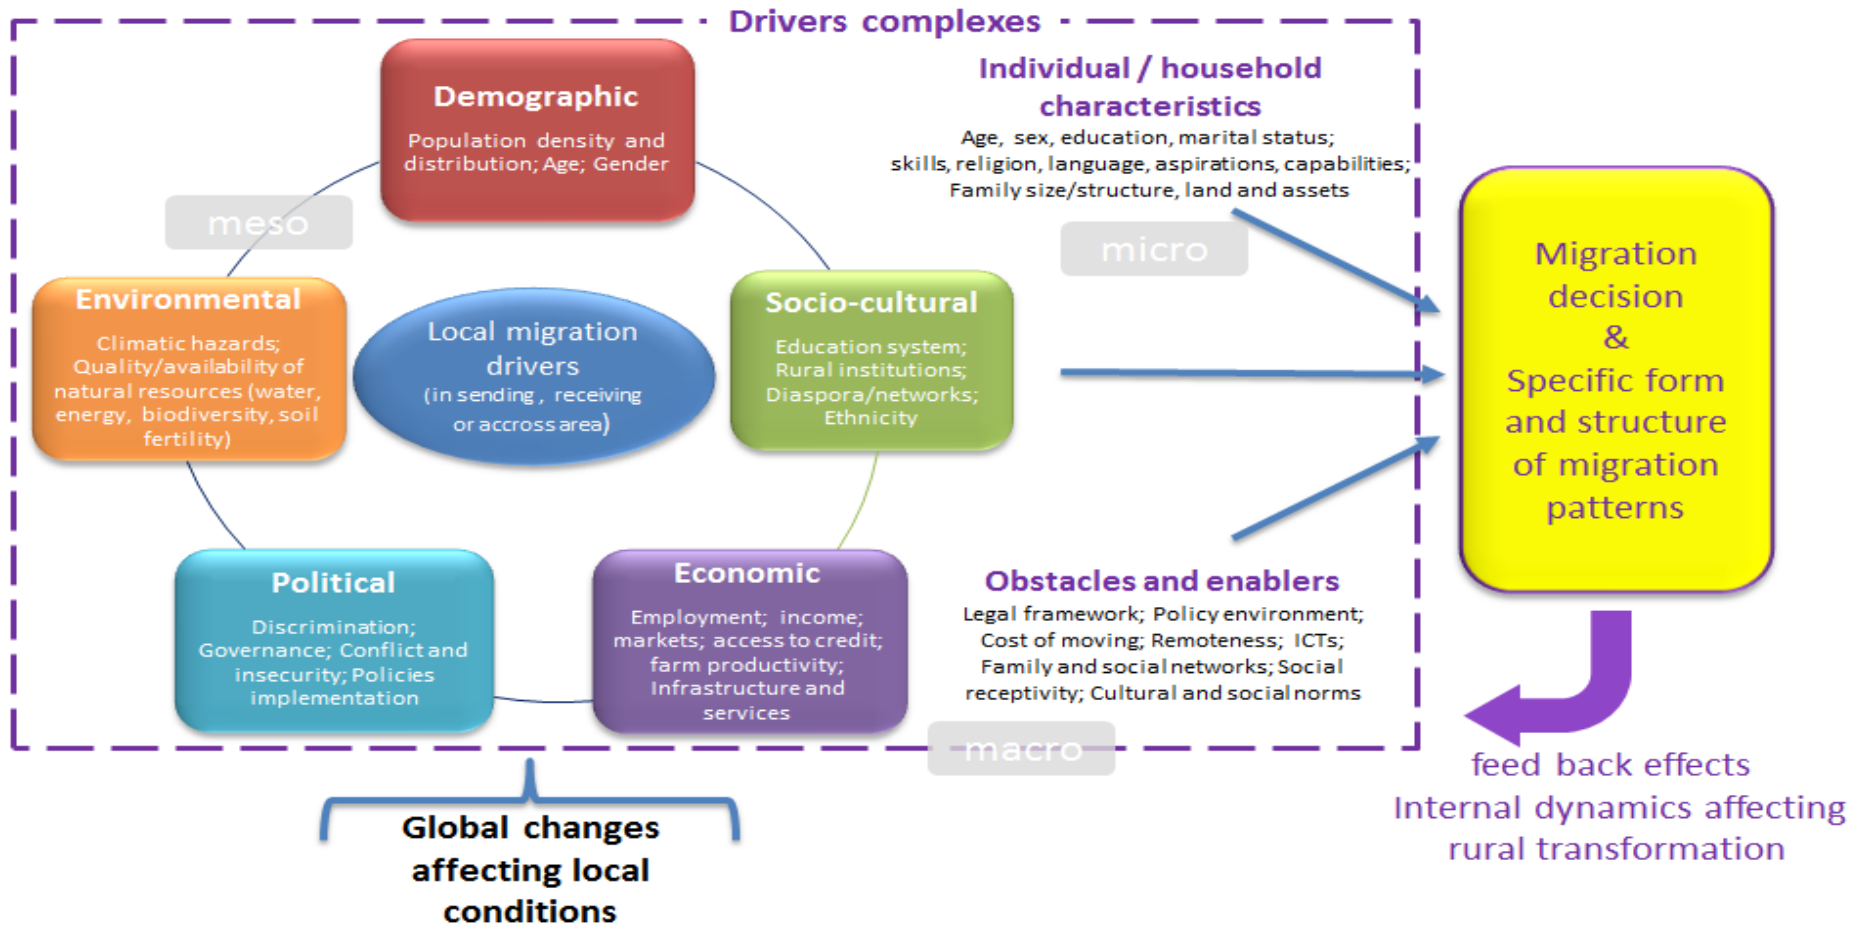 Drivers complexes
Demographic
Population density and
distribution; Age; Gender
meso
Environmental
Climatic hazards;
Quality/availability of
natural resources (water,
energy, biodiversity, soil
fertility)
Local migration
drivers
(in sending , receiving
or accross area)
Socio-cultural
Education system;
Rural institutions;
Diaspora/networks;
Ethnicity
Political
Discrimination;
Governance; Conflict and
insecurity; Policies
implementation
Economic
Employment; income;
markets; access to credit;
farm productivity;
Infrastructure and
services
Individual / household
characteristics
Age, sex, education, marital status;
skills, religion, language, aspirations, capabilities;
Family size/structure, land and assets
micro
Obstacles and enablers
Legal framework; Policy environment;
Cost of moving; Remoteness; ICTs;
Family and social networks; Social
receptivity; Cultural and social norms
macro
Migration
decision
&
Specific form
and structure
of migration
patterns
feed back effects
Internal dynamics affecting
rural transformation
Global changes
affecting local
conditions